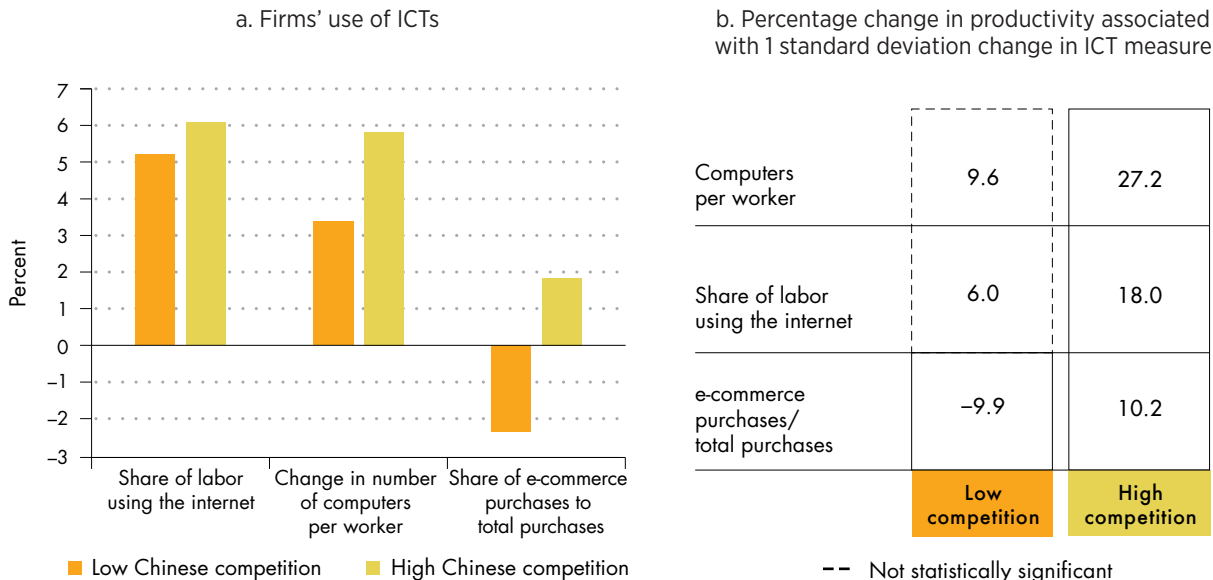 a. Firms’ use of ICTs
Percent
7
6
5
4
3
2
1
0
–1
–2
–3
Share of labor
using the internet
Change in number
of computers
per worker
Share of e-commerce
purchases to
total purchases
Low Chinese competition
High Chinese competition
b. Percentage change in productivity associated
with 1 standard deviation change in ICT measure
Computers
per worker
9.6
27.2
Share of labor
using the internet
6.0
18.0
e-commerce
purchases/
total purchases
–9.9
10.2
Low
competition
High
competition
-- Not statistically significant